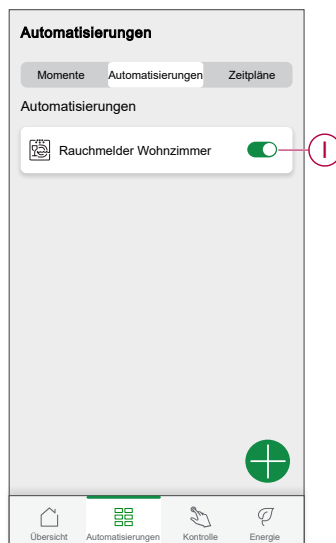 Automatisierungen
Momente Automatisierungen Zeitpläne
Automatisierungen
Rauchmelder Wohnzimmer
I
Übersicht Automatisierungen Kontrolle Energie